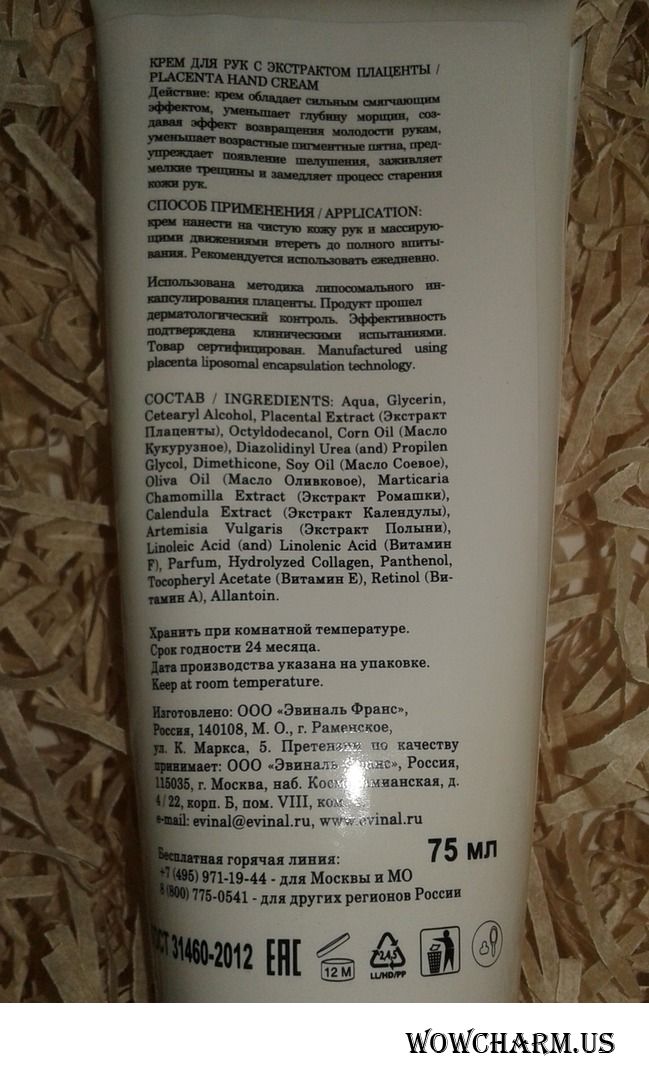 КРЕМ ДЛЯ РУК С ЭКСТРАКТОМ ПЛАЦЕНТЫ /
PLACENTA HAND CREAM
Действие: крем обладает сильным смягчающим
эффектом, уменьшает глубину морщин, соз-
давая эффект возвращения молодости рукам,
уменьшает возрастные пигментные пятна, пред-
упреждает появление шелушения, заживляет
мелкие трещины и замедляет процесс старения
кожи рук.
СПОСОБ ПРИМЕНЕНИЯ / APPLICATION:
крем нанести на чистую кожу рук и массирую-
щими движениями втереть до полного впиты-
вания. Рекомендуется использовать ежедневно.
Использована методика липосомального ин-
капсулирования плаценты. Продукт прошел
дерматологический контроль. Эффективность
подтверждена клиническими испытаниями.
Товар сертифицирован. Manufactured using
placenta liposomal encapsulation technology.
СОСТАВ / INGREDIENTS: Aqua, Glycerin,
Cetearyl Alcohol, Placental Extract (Экстракт
Плаценты), Octyldodecanol, Corn Oil (Масло
Кукурузное), Diazolidinyl Urea (and) Propilen
Glycol, Dimethicone, Soy Oil (Масло Соевое),
Oliva Oil (Масло Оливковое), Marticaria
Chamomilla Extract (Экстракт Ромашки),
Calendula Extract (Экстракт Календулы),
Artemisia Vulgaris (Экстракт Полыни),
Linoleic Acid (and) Linolenic Acid (Витамин
F), Parfum, Hydrolyzed Collagen, Panthenol,
Tocopheryl Acetate (Витамин Е), Retinol (Ви-
тамин А), Allantoin.
Хранить при комнатной температуре.
Срок годности 24 месяца.
Дата производства указана на упаковке.
Keep at room temperature.
Изготовлено: ООО «Эвиналь Франс»,
Россия, 140108, М. О., г. Раменское,
ул. К. Маркса, 5. Претензии по качеству
принимает: ООО «Эвиналь Франс», Россия,
115035, г. Москва, наб. Космодамианская, д.
4/22, корп. Б, пом. VIII, ком.
e-mail: evinal@evinal.ru, www.evinal.ru
75 мл
Бесплатная горячая линия:
+7 (495) 971-19-44 - для Москвы и МО
8 (800) 775-0541 - для других регионов России
ГОСТ 31460-2012 EAC 12 M 24,5 LL/HD/PP
WOWCHARM.US